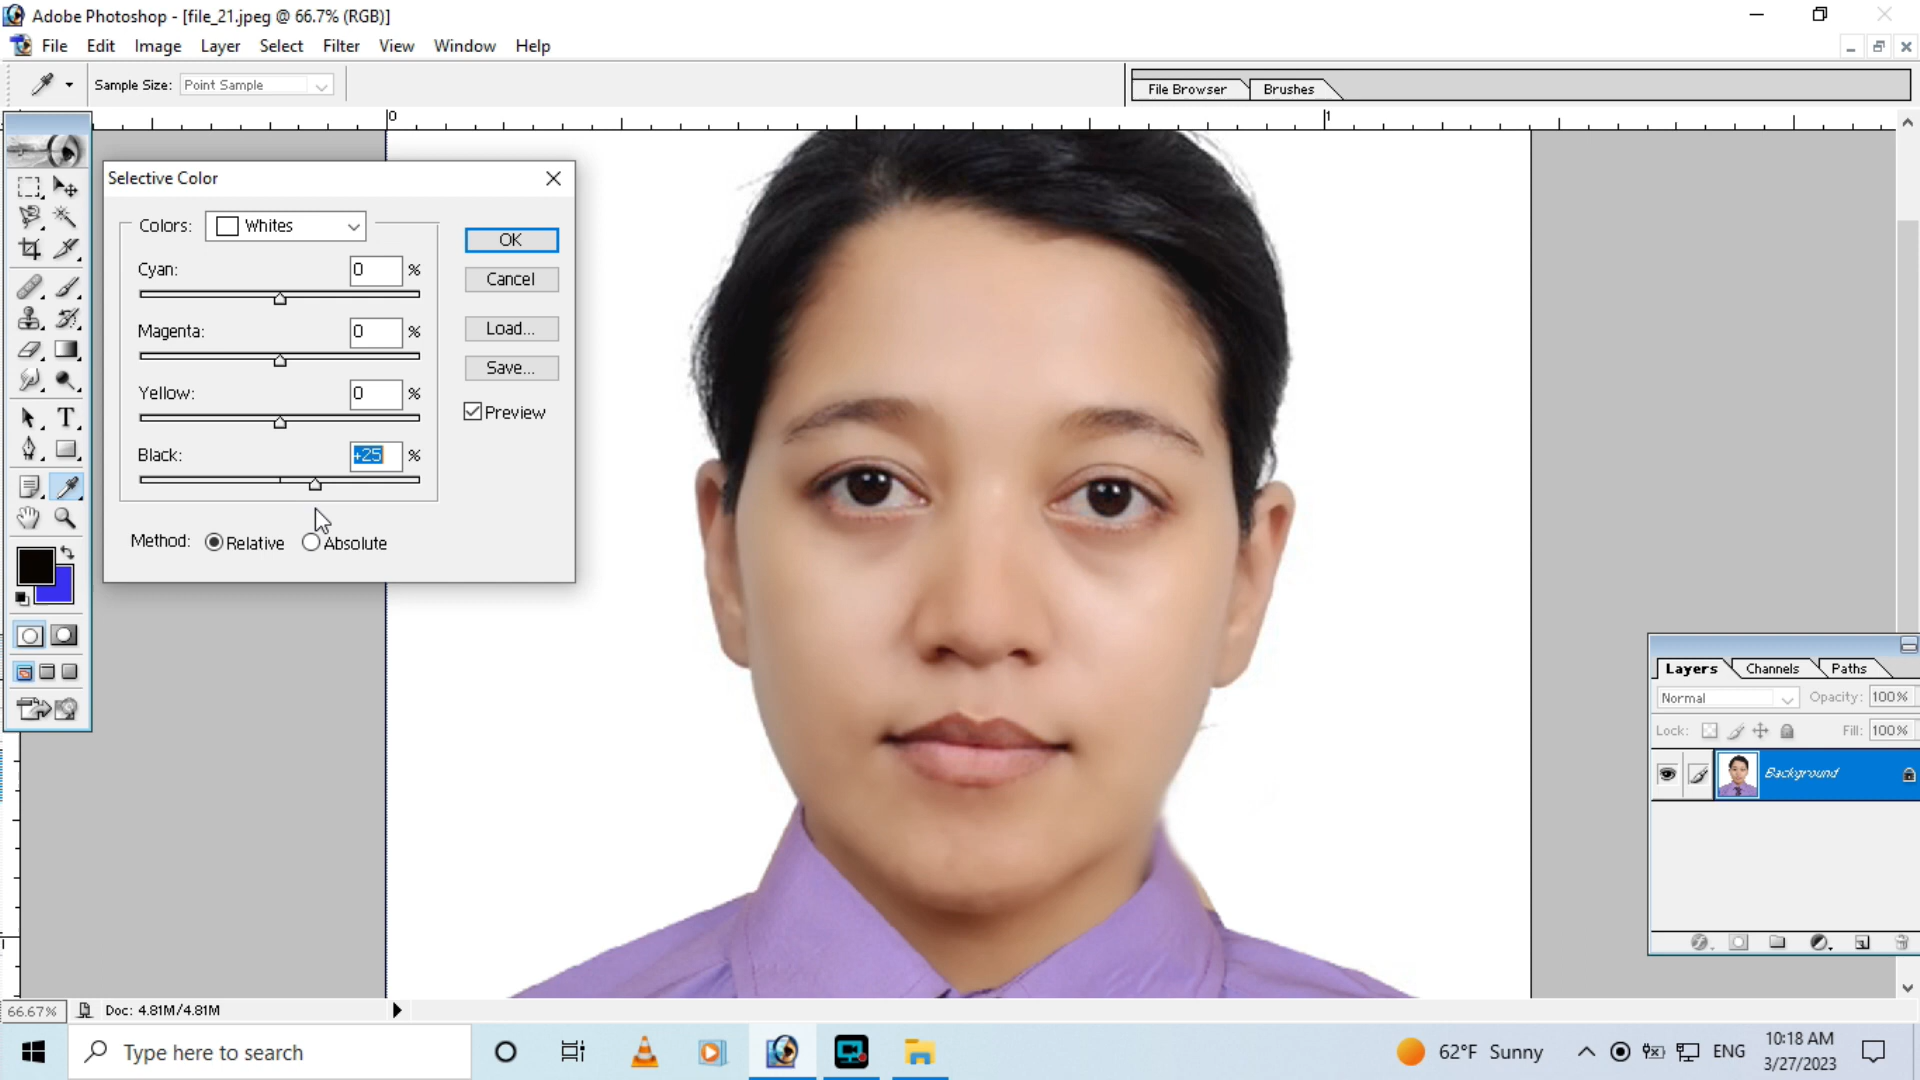 Adobe Photoshop - [file_21.jpeg @ 66.7% (RGB)]
File Edit Image Layer Select Filter View Window Help
Sample Size: Point Sample
File Browser Brushes
0 1
Selective Color
Colors: Whites
OK
Cyan: 0 %
Cancel
Magenta: 0 %
Load...
Save...
Yellow: 0 %
Preview
Black: +25 %
Method: Relative Absolute
Layers Channels Paths
Normal Opacity: 100%
Lock: Fill: 100%
Background
66.67% Doc: 4.81M/4.81M
Type here to search
62°F Sunny
ENG
10:18 AM
3/27/2023